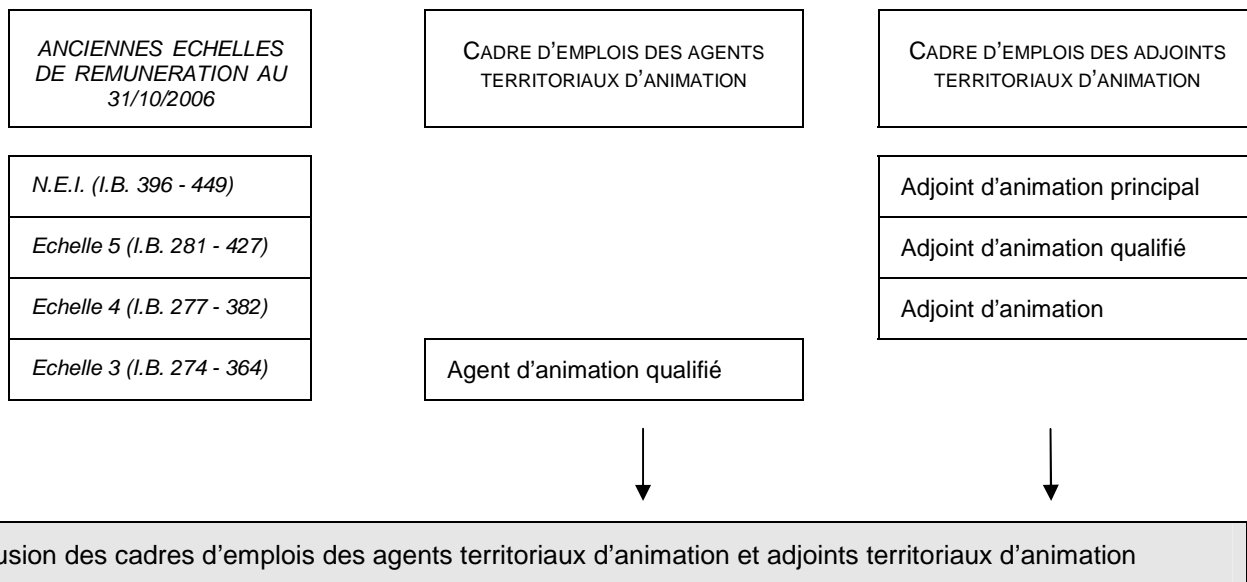 ANCIENNES ECHELLES
DE REMUNERATION AU
31/10/2006
CADRE D'EMPLOIS DES AGENTS
TERRITORIAUX D'ANIMATION
CADRE D'EMPLOIS DES ADJOINTS
TERRITORIAUX D'ANIMATION
N.E.I. (I.B. 396 - 449)
Adjoint d'animation principal
Echelle 5 (I.B. 281 - 427)
Adjoint d'animation qualifié
Echelle 4 (I.B. 277 - 382)
Adjoint d'animation
Echelle 3 (I.B. 274 - 364)
Agent d'animation qualifié
usion des cadres d'emplois des agents territoriaux d'animation et adjoints territoriaux d'animation